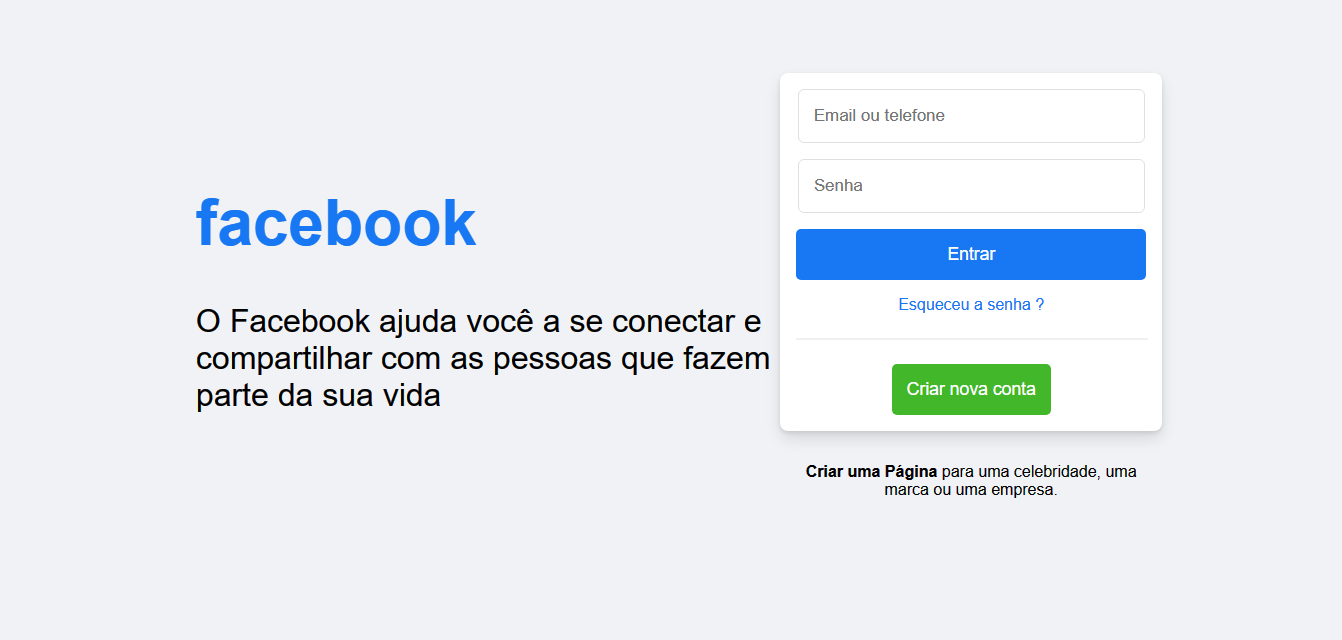 facebook
O Facebook ajuda você a se conectar e
compartilhar com as pessoas que fazem
parte da sua vida
Email ou telefone
Senha
Entrar
Esqueceu a senha ?
Criar nova conta
Criar uma Página para uma celebridade, uma
marca ou uma empresa.